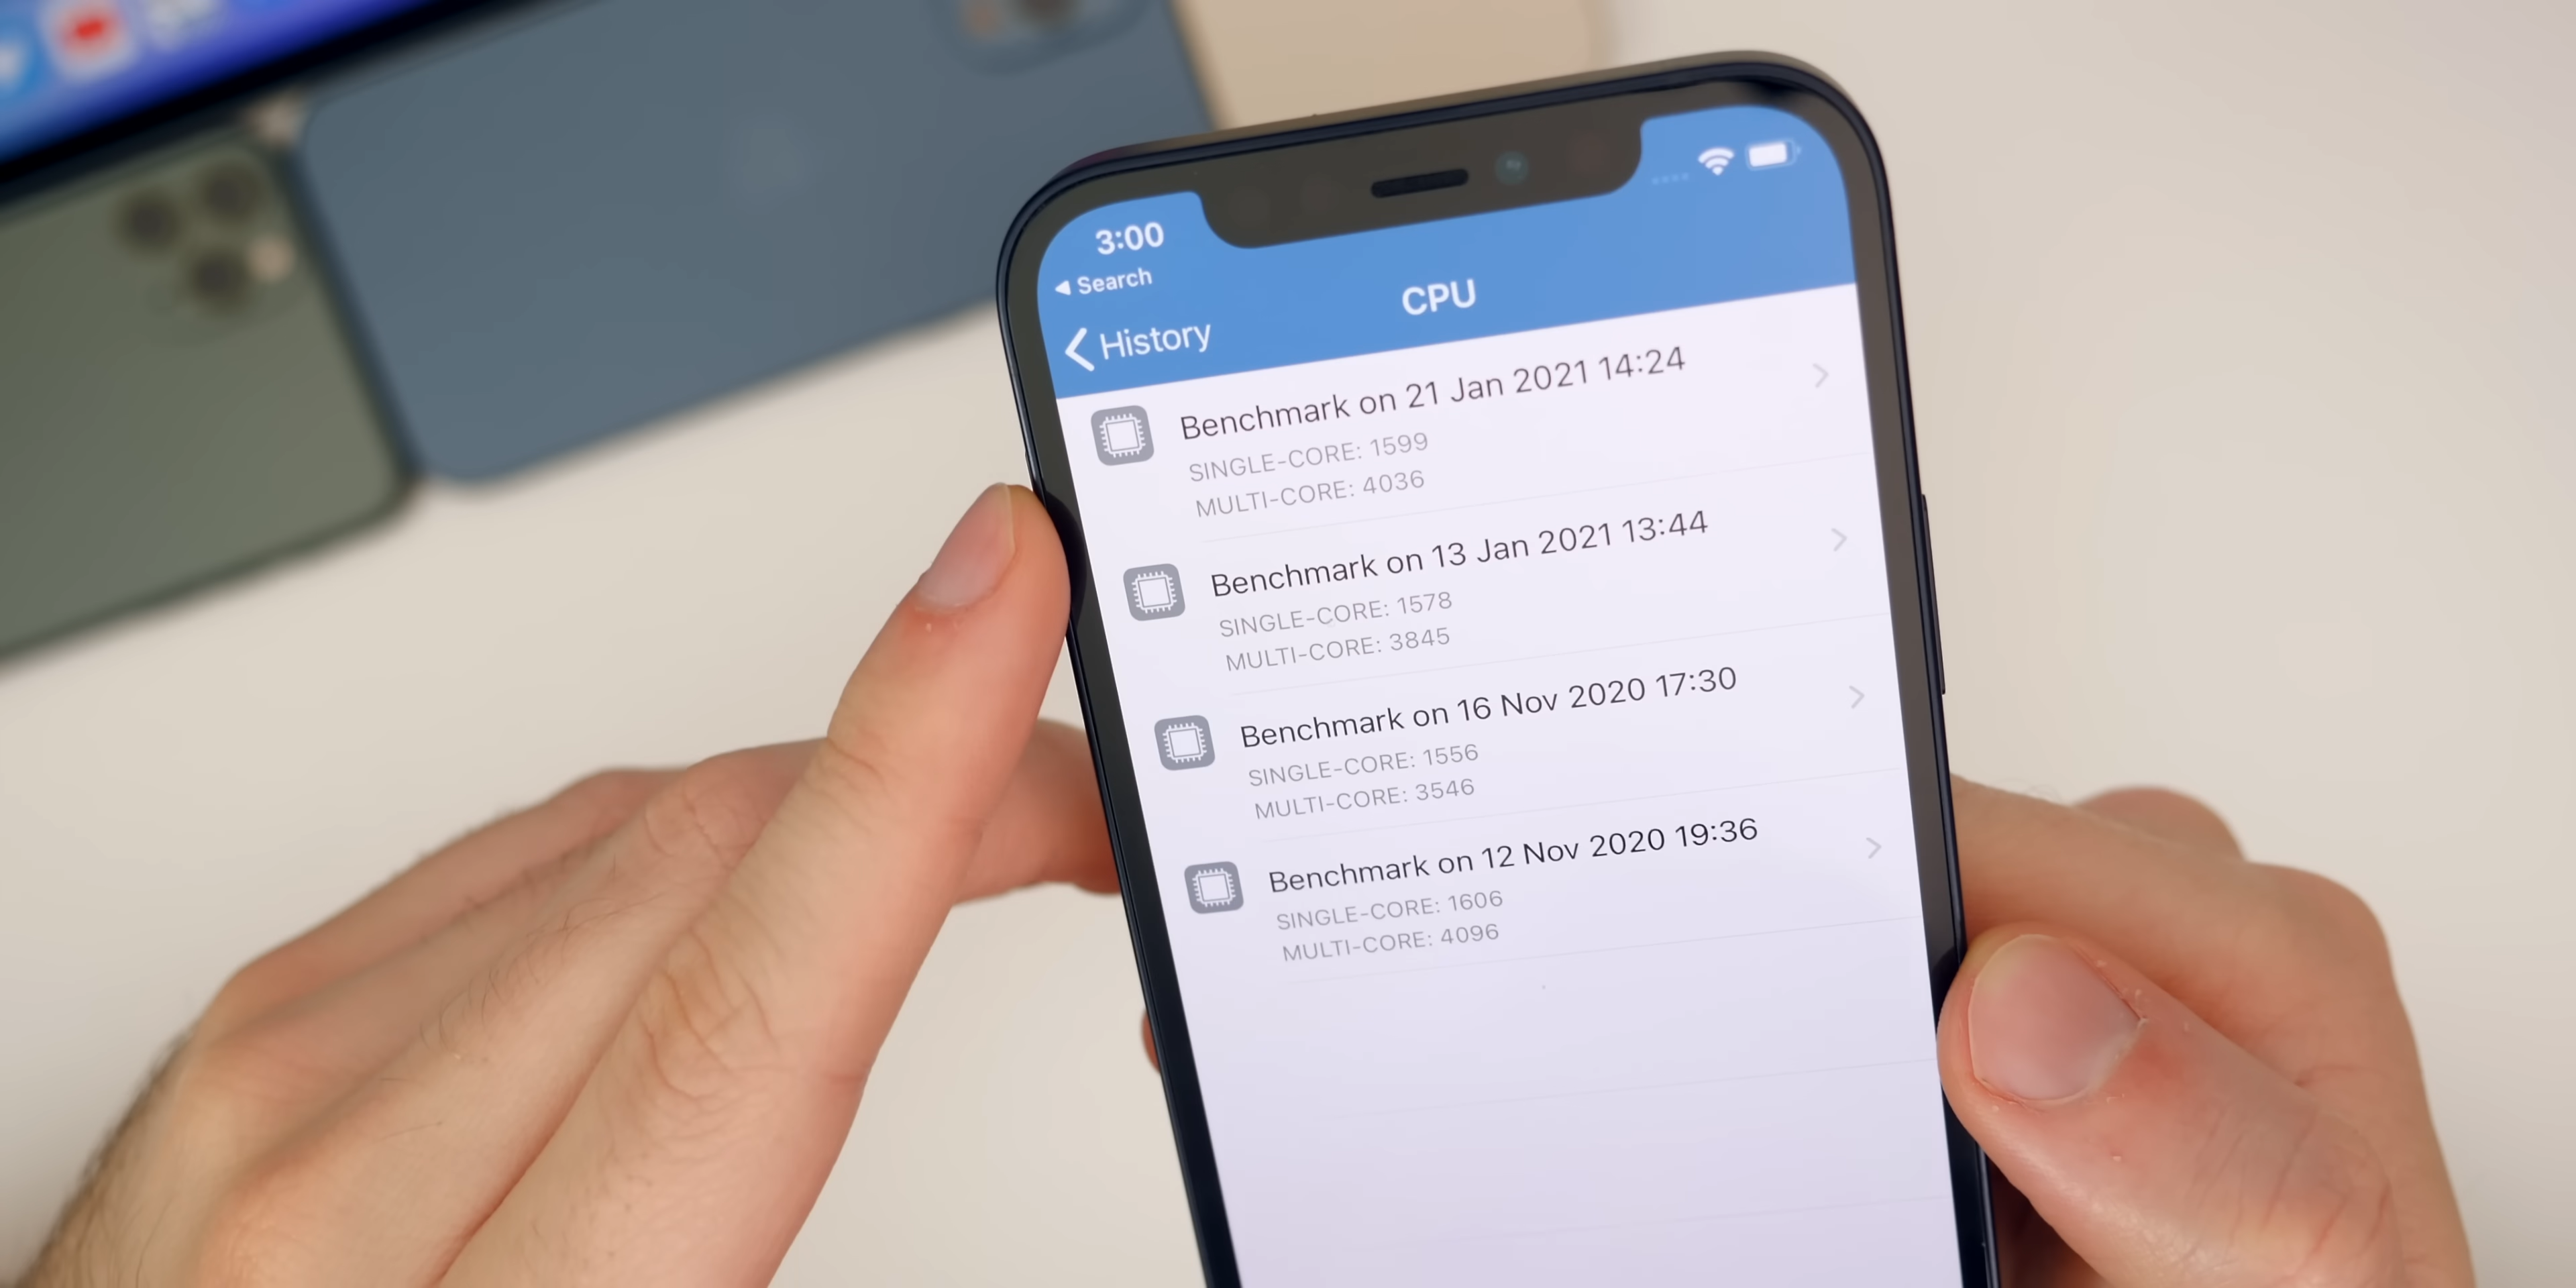 3:00
Search
History
CPU
Benchmark on 21 Jan 2021 14:24
SINGLE-CORE: 1599
MULTI-CORE: 4036
Benchmark on 13 Jan 2021 13:44
SINGLE-CORE: 1578
MULTI-CORE: 3845
Benchmark on 16 Nov 2020 17:30
SINGLE-CORE: 1556
MULTI-CORE: 3546
Benchmark on 12 Nov 2020 19:36
SINGLE-CORE: 1606
MULTI-CORE: 4096